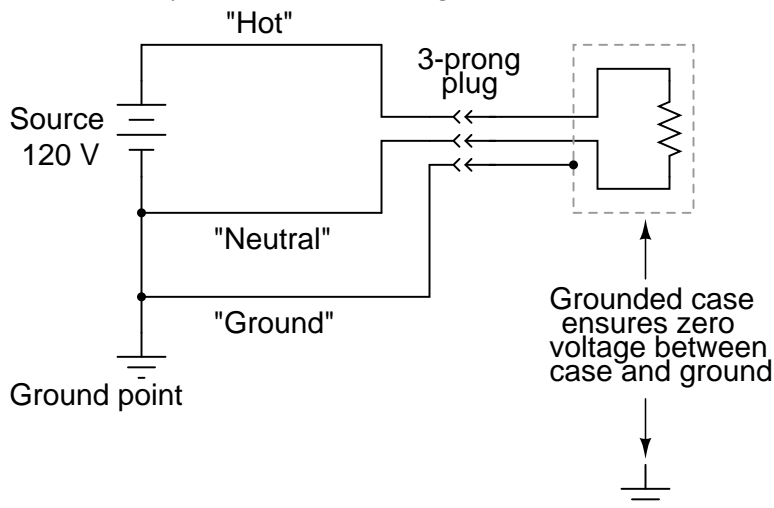 "Hot"
3-prong
plug
Source
120 V
"Neutral"
"Ground"
Ground point
Grounded case
ensures zero
voltage between
case and ground